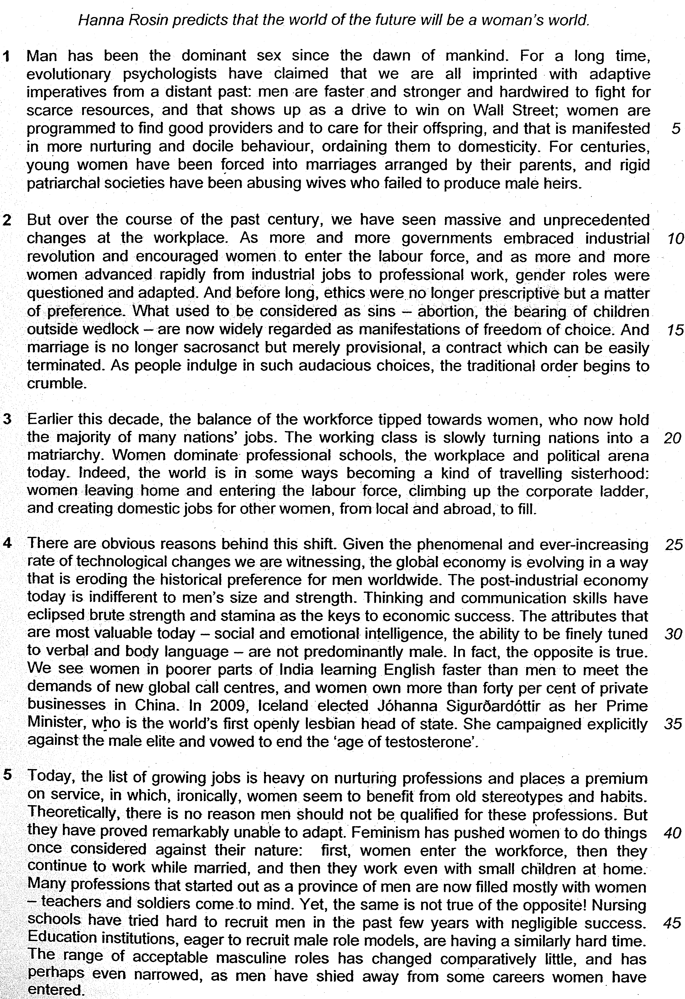 Hanna Rosin predicts that the world of the future will be a woman's world.
1 Man has been the dominant sex since the dawn of mankind. For a long time,
evolutionary psychologists have claimed that we are all imprinted with adaptive
imperatives from a distant past: men are faster and stronger and hardwired to fight for
scarce resources, and that shows up as a drive to win on Wall Street; women are
programmed to find good providers and to care for their offspring, and that is manifested 5
in more nurturing and docile behaviour, ordaining them to domesticity. For centuries,
young women have been forced into marriages arranged by their parents, and rigid
patriarchal societies have been abusing wives who failed to produce male heirs.
2 But over the course of the past century, we have seen massive and unprecedented
changes at the workplace. As more and more governments embraced industrial 10
revolution and encouraged women to enter the labour force, and as more and more
women advanced rapidly from industrial jobs to professional work, gender roles were
questioned and adapted. And before long, ethics were no longer prescriptive but a matter
of preference. What used to be considered as sins – abortion, the bearing of children
outside wedlock – are now widely regarded as manifestations of freedom of choice. And 15
marriage is no longer sacrosanct but merely provisional, a contract which can be easily
terminated. As people indulge in such audacious choices, the traditional order begins to
crumble.
3 Earlier this decade, the balance of the workforce tipped towards women, who now hold
the majority of many nations' jobs. The working class is slowly turning nations into a 20
matriarchy. Women dominate professional schools, the workplace and political arena
today. Indeed, the world is in some ways becoming a kind of travelling sisterhood:
women leaving home and entering the labour force, climbing up the corporate ladder,
and creating domestic jobs for other women, from local and abroad, to fill.
4 There are obvious reasons behind this shift. Given the phenomenal and ever-increasing 25
rate of technological changes we are witnessing, the global economy is evolving in a way
that is eroding the historical preference for men worldwide. The post-industrial economy
today is indifferent to men's size and strength. Thinking and communication skills have
eclipsed brute strength and stamina as the keys to economic success. The attributes that
are most valuable today – social and emotional intelligence, the ability to be finely tuned 30
to verbal and body language – are not predominantly male. In fact, the opposite is true.
We see women in poorer parts of India learning English faster than men to meet the
demands of new global call centres, and women own more than forty per cent of private
businesses in China. In 2009, Iceland elected Jóhanna Sigurðardóttir as her Prime
Minister, who is the world's first openly lesbian head of state. She campaigned explicitly 35
against the male elite and vowed to end the 'age of testosterone'.
5 Today, the list of growing jobs is heavy on nurturing professions and places a premium
on service, in which, ironically, women seem to benefit from old stereotypes and habits.
Theoretically, there is no reason men should not be qualified for these professions. But
they have proved remarkably unable to adapt. Feminism has pushed women to do things 40
once considered against their nature: first, women enter the workforce, then they
continue to work while married, and then they work even with small children at home.
Many professions that started out as a province of men are now filled mostly with women
– teachers and soldiers come to mind. Yet, the same is not true of the opposite! Nursing
schools have tried hard to recruit men in the past few years with negligible success. 45
Education institutions, eager to recruit male role models, are having a similarly hard time.
The range of acceptable masculine roles has changed comparatively little, and has
perhaps even narrowed, as men have shied away from some careers women have
entered.